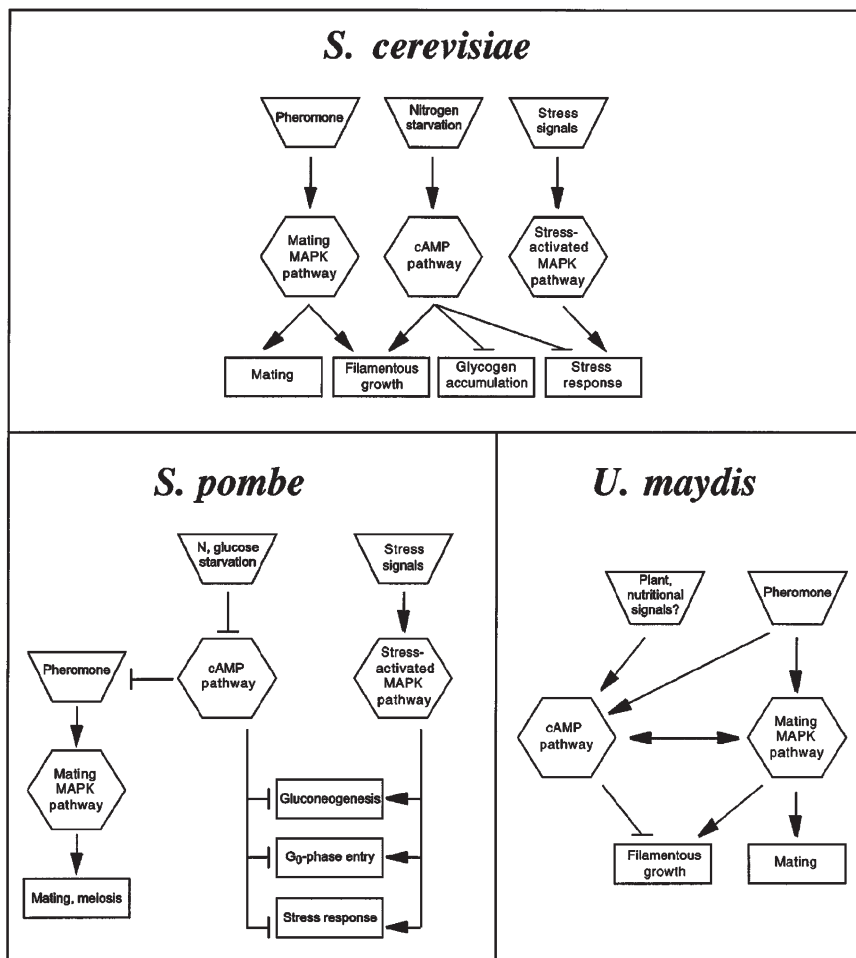 S. cerevisiae
Pheromone
Nitrogen
starvation
Stress
signals
Mating
MAPK
pathway
cAMP
pathway
Stress-
activated
MAPK
pathway
Mating
Filamentous
growth
Glycogen
accumulation
Stress
response
S. pombe
N, glucose
starvation
Stress
signals
Pheromone
cAMP
pathway
Stress-
activated
MAPK
pathway
Mating
MAPK
pathway
Gluconeogenesis
G0-phase entry
Mating, meiosis
Stress response
U. maydis
Plant,
nutritional
signals?
Pheromone
cAMP
pathway
Mating
MAPK
pathway
Filamentous
growth
Mating